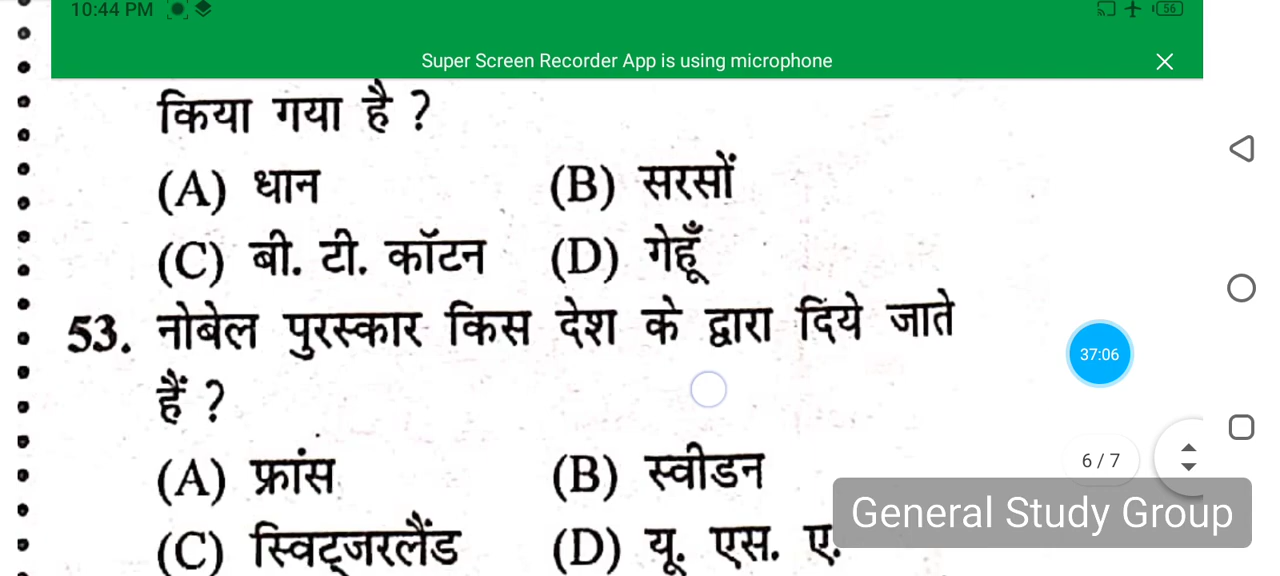 10:44 PM
56
Super Screen Recorder App is using microphone
किया गया है ?
(A) धान (B) सरसों
(C) बी. टी. कॉटन (D) गेहूँ
53. नोबेल पुरस्कार किस देश के द्वारा दिये जाते
हैं ?
37:06
(A) फ्रांस (B) स्वीडन
6 / 7
General Study Group
(C) स्विट्जरलैंड (D) यू. एस. ए.